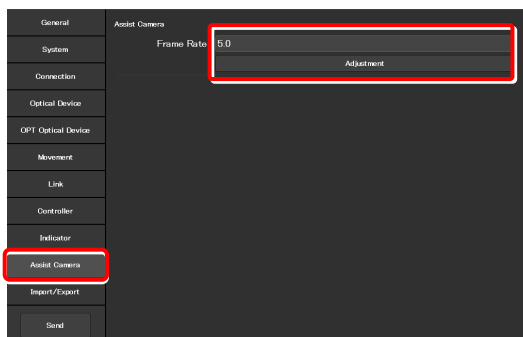 General
System
Connection
Optical Device
OPT Optical Device
Movement
Link
Controller
Indicator
Assist Camera
Import/Export
Send
Assist Camera
Frame Rate 5.0
Adjustment